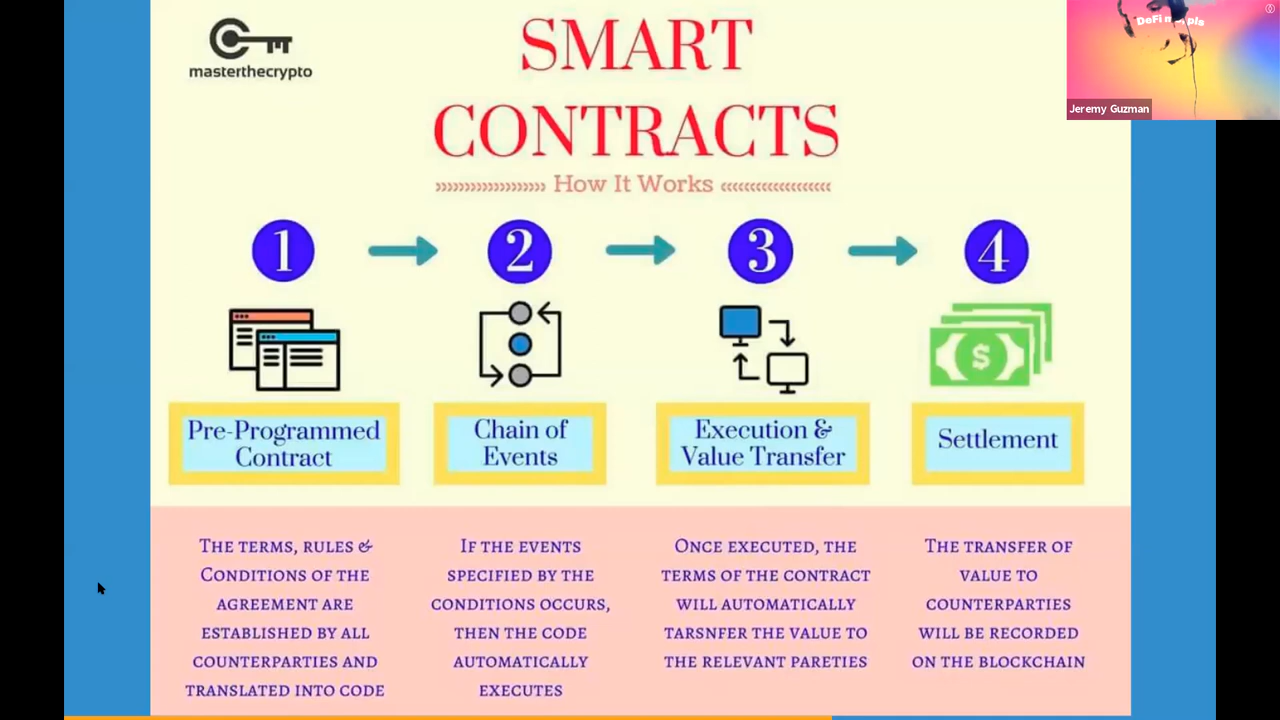 masterthecrypto
SMART
CONTRACTS
How It Works
1
2
3
4
$
Pre-Programmed
Contract
Chain of
Events
Execution &
Value Transfer
Settlement
The terms, rules &
Conditions of the
agreement are
established by all
counterparties and
translated into code
If the events
specified by the
conditions occurs,
then the code
automatically
executes
Once executed, the
terms of the contract
will automatically
tarsnfer the value to
the relevant pareties
The transfer of
value to
counterparties
will be recorded
on the blockchain
DeFi
Jeremy Guzman